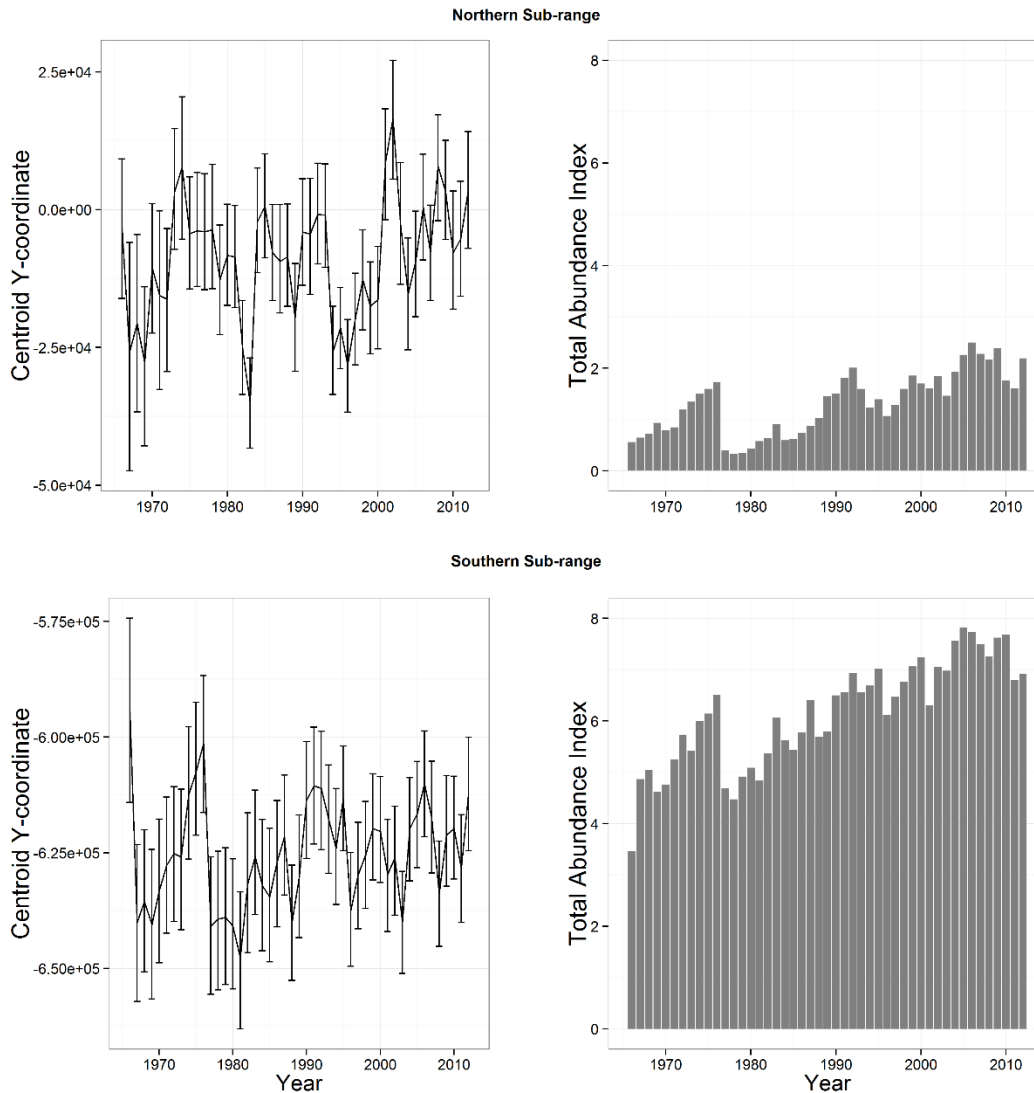 Northern Sub-range
Centroid Y-coordinate
2.5e+04
0.0e+00
-2.5e+04
-5.0e+04
1970 1980 1990 2000 2010
Total Abundance Index
8
6
4
2
0
1970 1980 1990 2000 2010
Southern Sub-range
Centroid Y-coordinate
-5.75e+05
-6.00e+05
-6.25e+05
-6.50e+05
1970 1980 1990 2000 2010
Year
Total Abundance Index
8
6
4
2
0
1970 1980 1990 2000 2010
Year